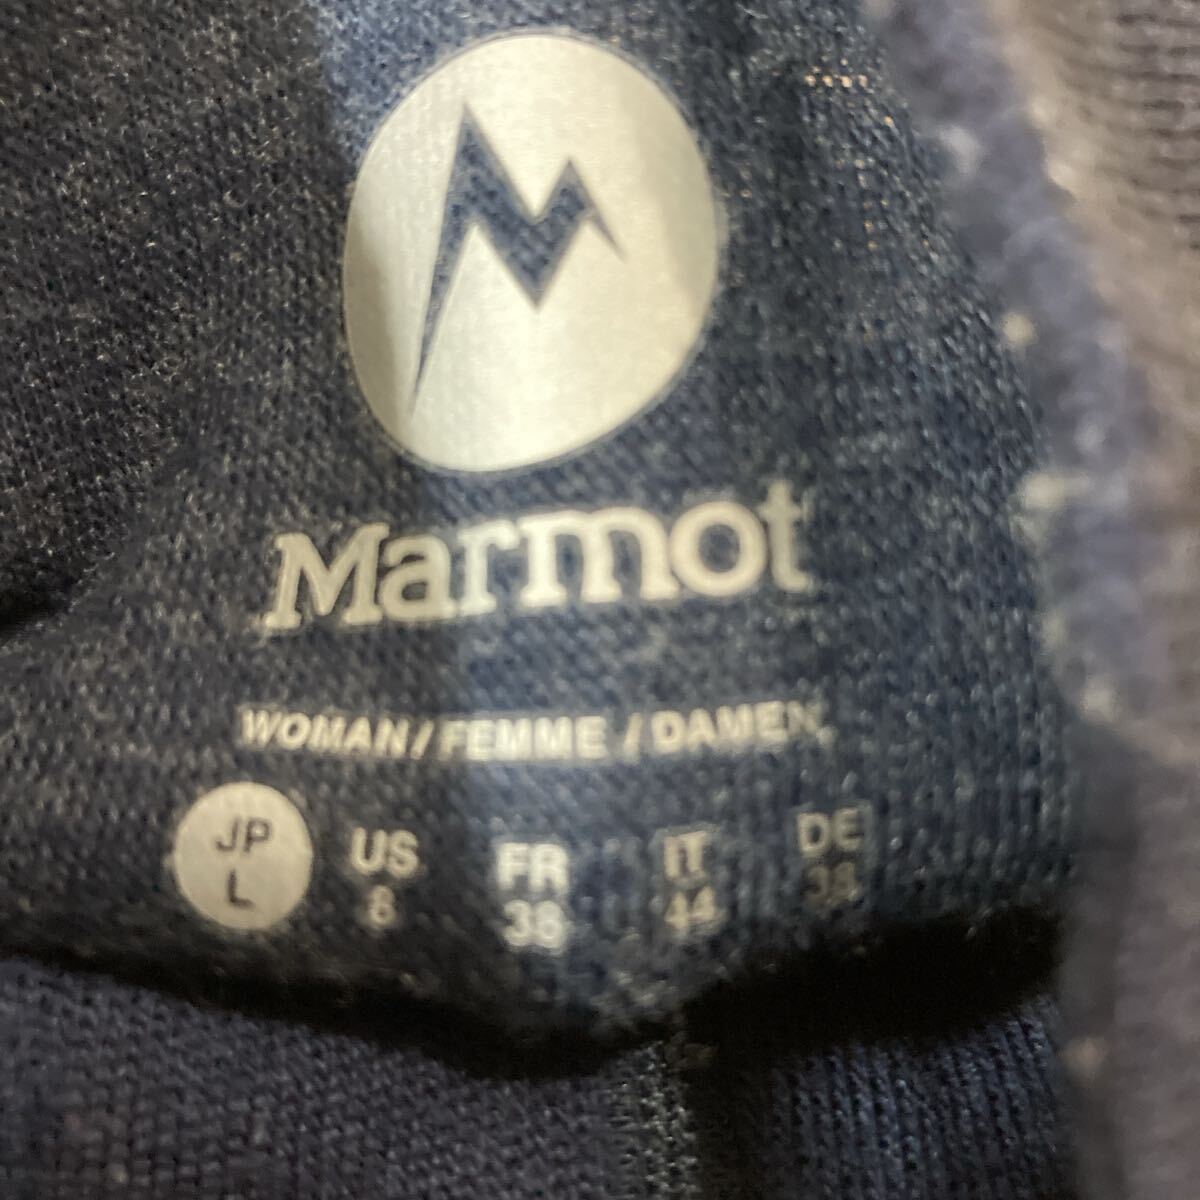 Marmot
WOMAN / FEMME / DAMEN
JP US FR IT DE
L 8 38 44 38